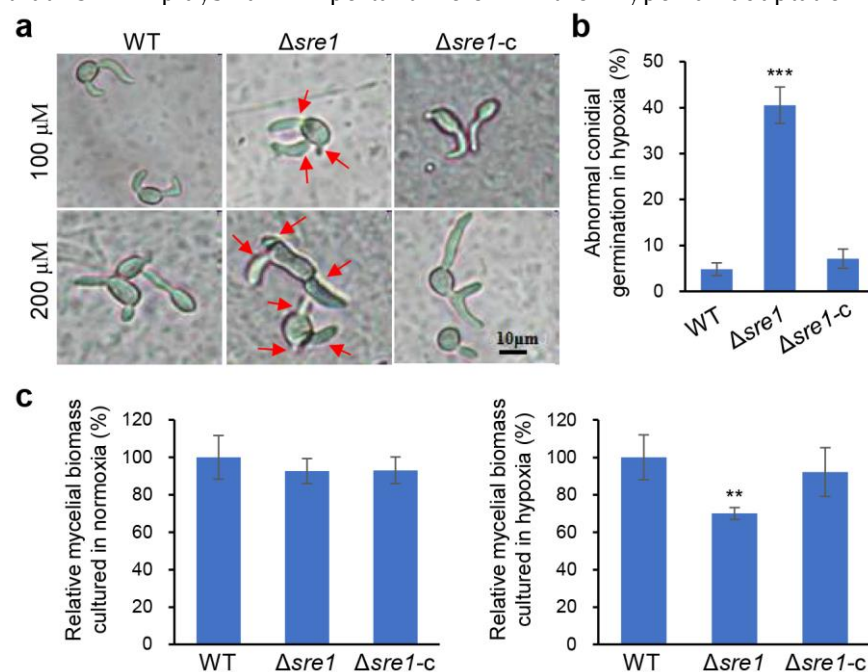 a
WT Δsre1 Δsre1-c
100 μM
200 μM
10μm
b
Abnormal conidial
germination in hypoxia (%)
50
40
30
20
10
0
***
WT Δsre1 Δsre1-c
c
Relative mycelial biomass
cultured in normoxia (%)
120
100
80
60
40
20
0
WT Δsre1 Δsre1-c
Relative mycelial biomass
cultured in hypoxia (%)
120
100
80
60
40
20
0
**
WT Δsre1 Δsre1-c